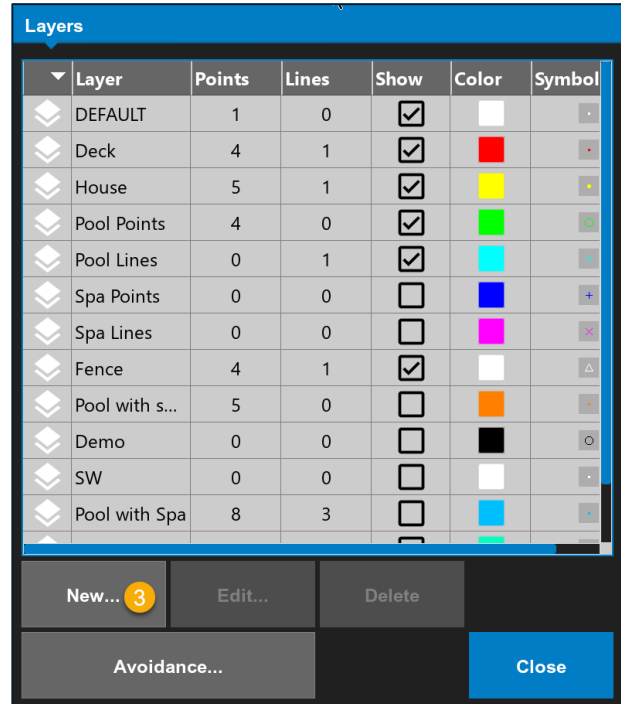 Layers
Layer Points Lines Show Color Symbol
DEFAULT 1 0
Deck 4 1
House 5 1
Pool Points 4 0
Pool Lines 0 1
Spa Points 0 0
Spa Lines 0 0
Fence 4 1
Pool with s... 5 0
Demo 0 0
SW 0 0
Pool with Spa 8 3
New... 3 Edit... Delete
Avoidance... Close